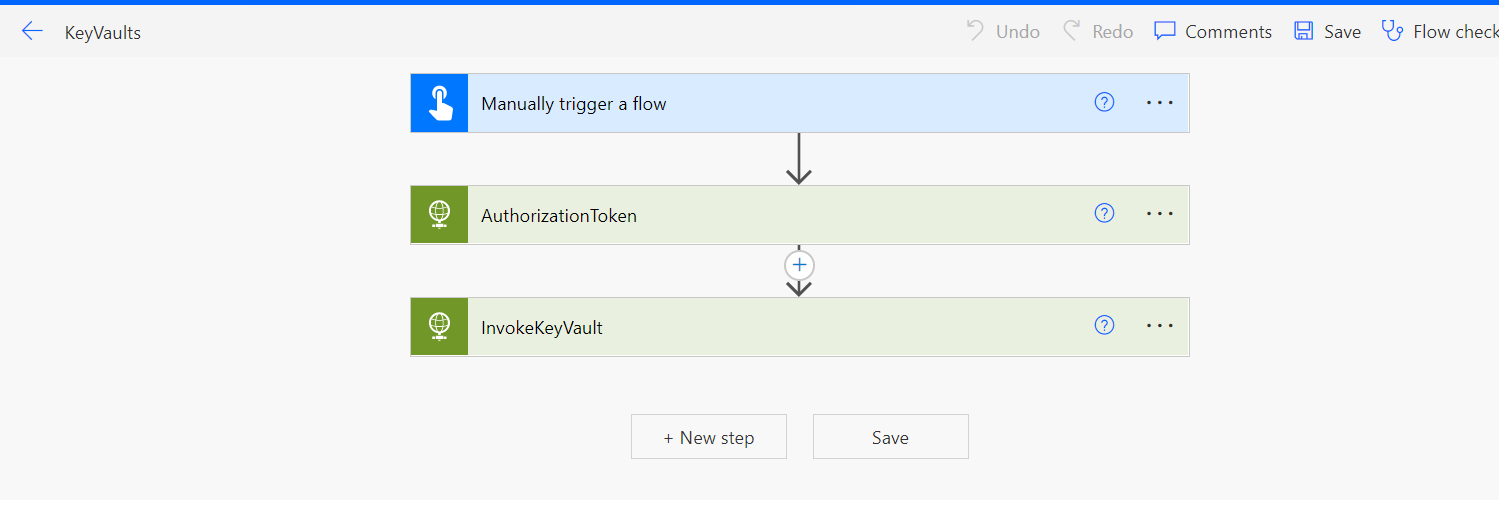 KeyVaults
Undo
Redo
Comments
Save
Flow check
Manually trigger a flow
?
...
AuthorizationToken
?
...
+
InvokeKeyVault
?
...
+ New step
Save